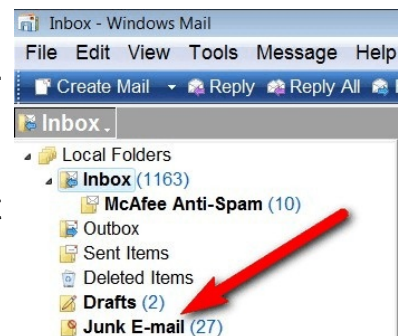 Inbox - Windows Mail
File Edit View Tools Message Help
Create Mail Reply Reply All
Inbox
Local Folders
Inbox (1163)
McAfee Anti-Spam (10)
Outbox
Sent Items
Deleted Items
Drafts (2)
Junk E-mail (27)